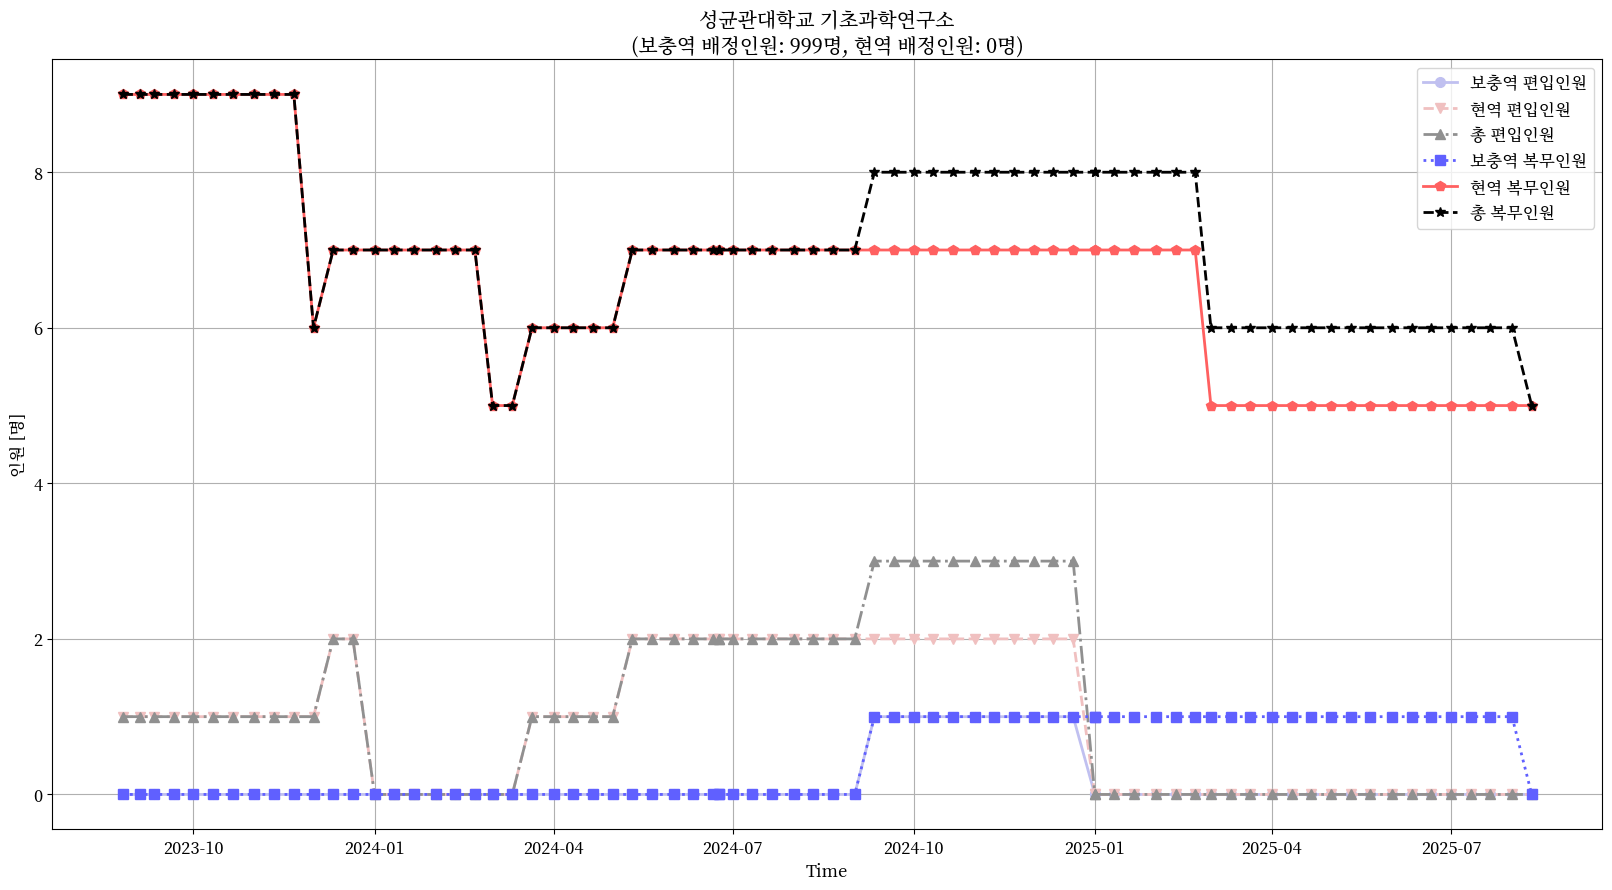 성균관대학교 기초과학연구소
(보충역 배정인원: 999명, 현역 배정인원: 0명)
보충역 편입인원
현역 편입인원
총 편입인원
보충역 복무인원
현역 복무인원
총 복무인원
인원 [명]
8
6
4
2
0
2023-10
2024-01
2024-04
2024-07
2024-10
2025-01
2025-04
2025-07
Time